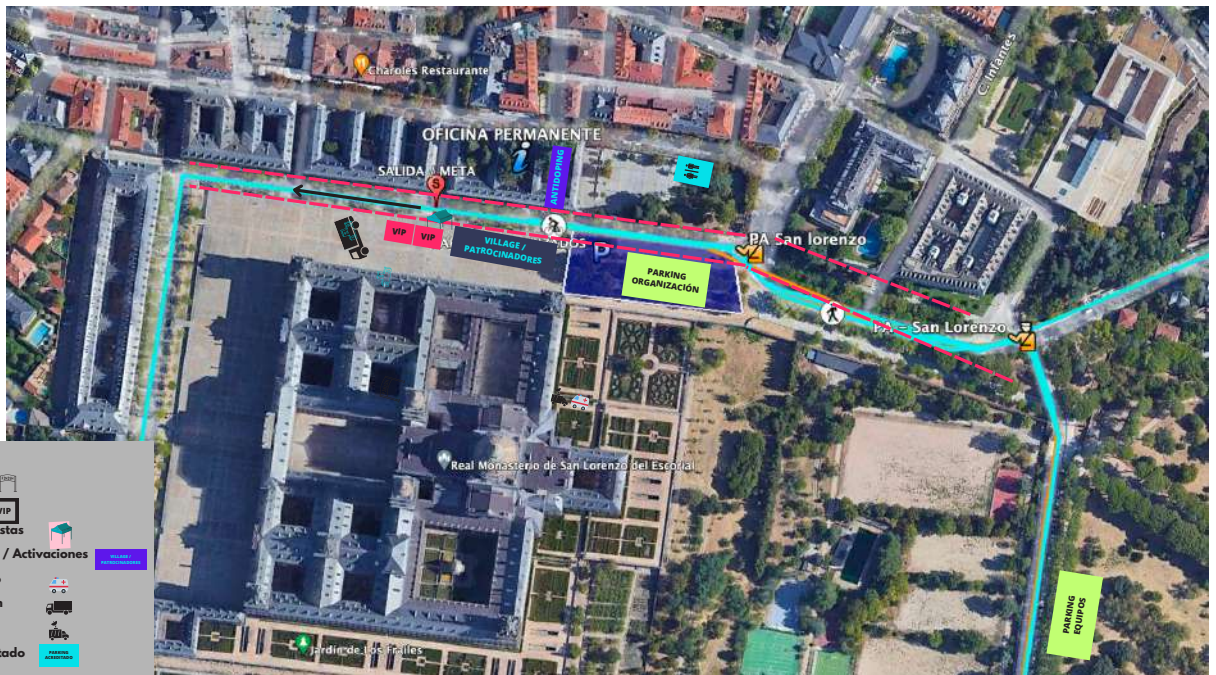 Charoles Restaurante
C. Infantes
OFICINA PERMANENTE
SALIDA / META
S
ANTIDOPING
VIP
VIP
VILLAGE /
PATROCINADORES
ADOS
P
PARKING
ORGANIZACIÓN
PA San lorenzo
PA - San Lorenzo
Real Monasterio de San Lorenzo del Escorial
Jardín de Los Frailes
PARKING
EQUIPOS
VIP
stas
/ Activaciones
VILLAGE /
PATROCINADORES
tado
PARKING
ACREDITADO